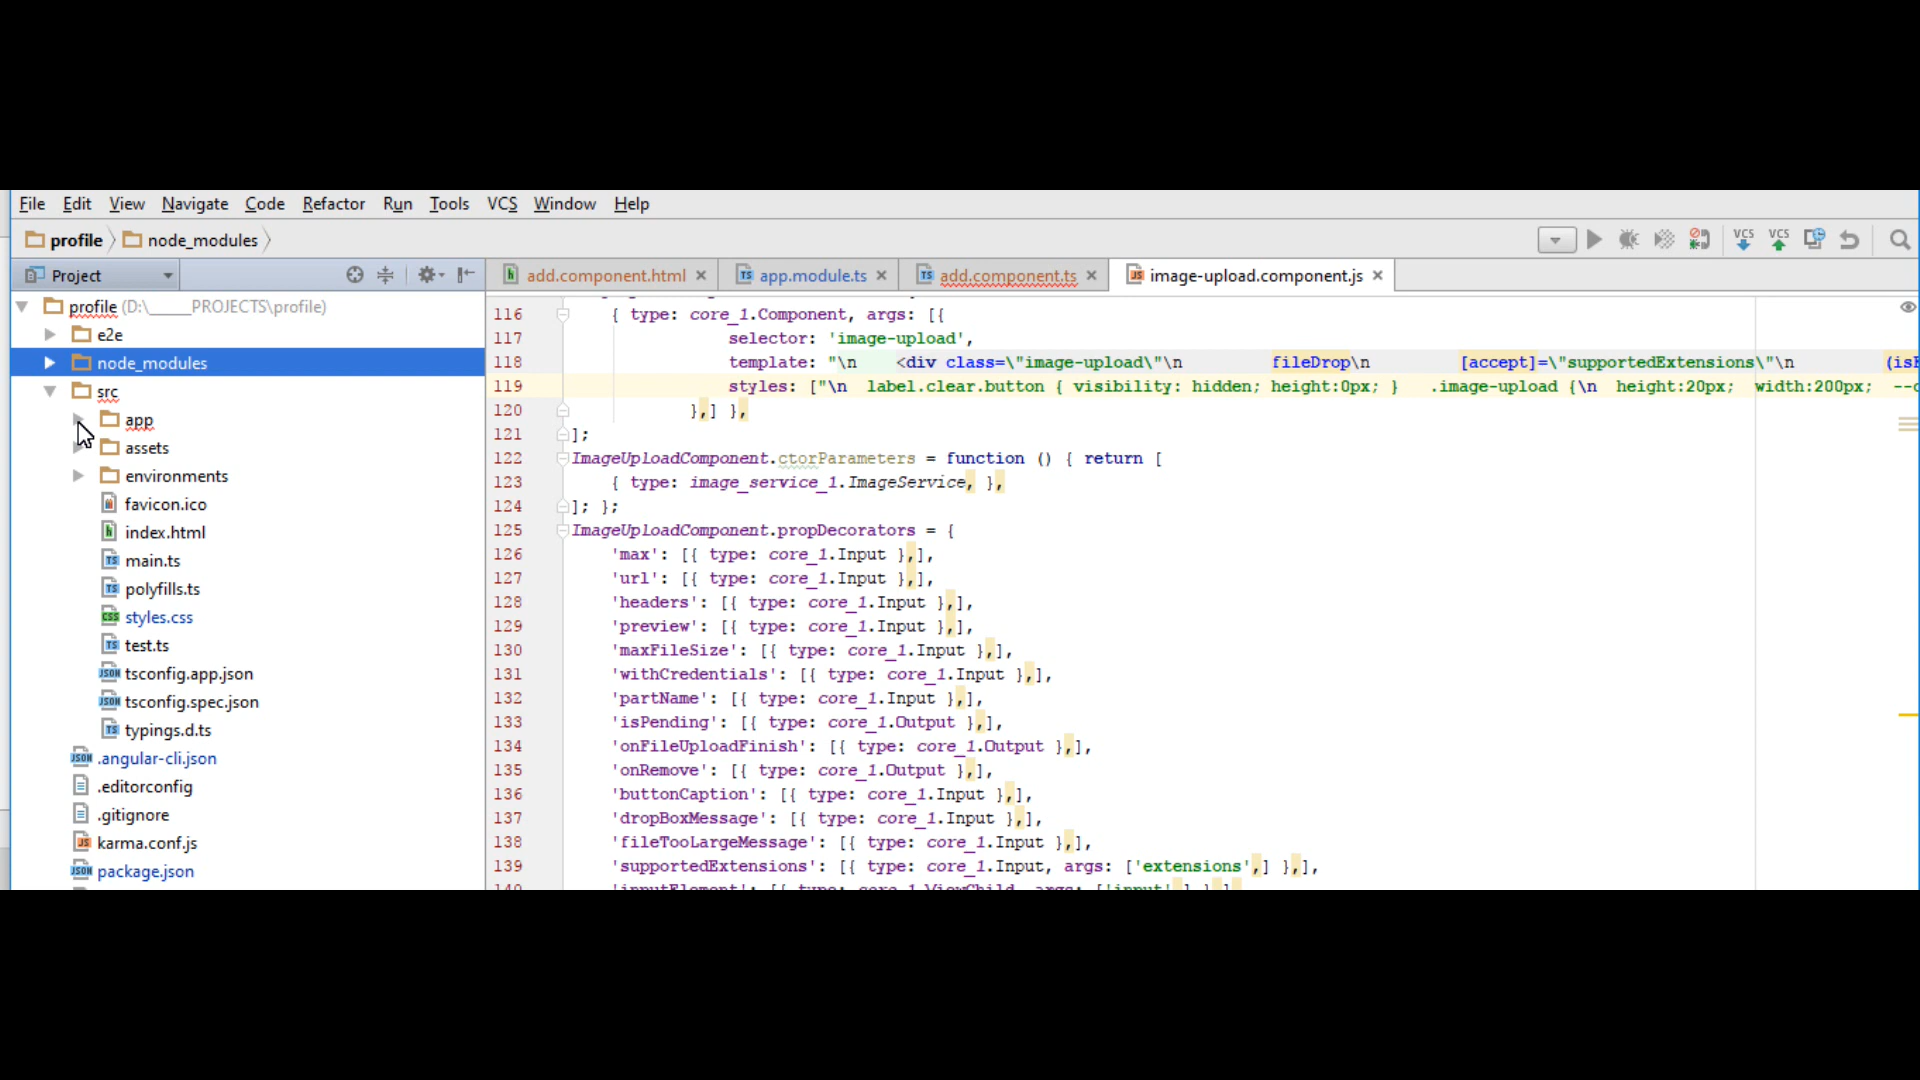 File Edit View Navigate Code Refactor Run Tools VCS Window Help
profile node_modules
VCS VCS
Project
add.component.html app.module.ts add.component.ts image-upload.component.js
profile (D:\_____PROJECTS\profile)
e2e
node_modules
src
app
assets
environments
favicon.ico
index.html
main.ts
polyfills.ts
styles.css
test.ts
tsconfig.app.json
tsconfig.spec.json
typings.d.ts
.angular-cli.json
.editorconfig
.gitignore
karma.conf.js
package.json
116 { type: core_1.Component, args: [{
117 selector: 'image-upload',
118 template: "\n <div class=\"image-upload\"\n fileDrop\n [accept]=\"supportedExtensions\"\n
119 styles: ["\n label.clear.button { visibility: hidden; height:0px; } .image-upload {\n height:20px; width:200px;
120 },] },
121 ];
122 ImageUploadComponent.ctorParameters = function () { return [
123 { type: image_service_1.ImageService, },
124 ]; };
125 ImageUploadComponent.propDecorators = {
126 'max': [{ type: core_1.Input },],
127 'url': [{ type: core_1.Input },],
128 'headers': [{ type: core_1.Input },],
129 'preview': [{ type: core_1.Input },],
130 'maxFileSize': [{ type: core_1.Input },],
131 'withCredentials': [{ type: core_1.Input },],
132 'partName': [{ type: core_1.Input },],
133 'isPending': [{ type: core_1.Output },],
134 'onFileUploadFinish': [{ type: core_1.Output },],
135 'onRemove': [{ type: core_1.Output },],
136 'buttonCaption': [{ type: core_1.Input },],
137 'dropBoxMessage': [{ type: core_1.Input },],
138 'fileTooLargeMessage': [{ type: core_1.Input },],
139 'supportedExtensions': [{ type: core_1.Input, args: ['extensions',] },],